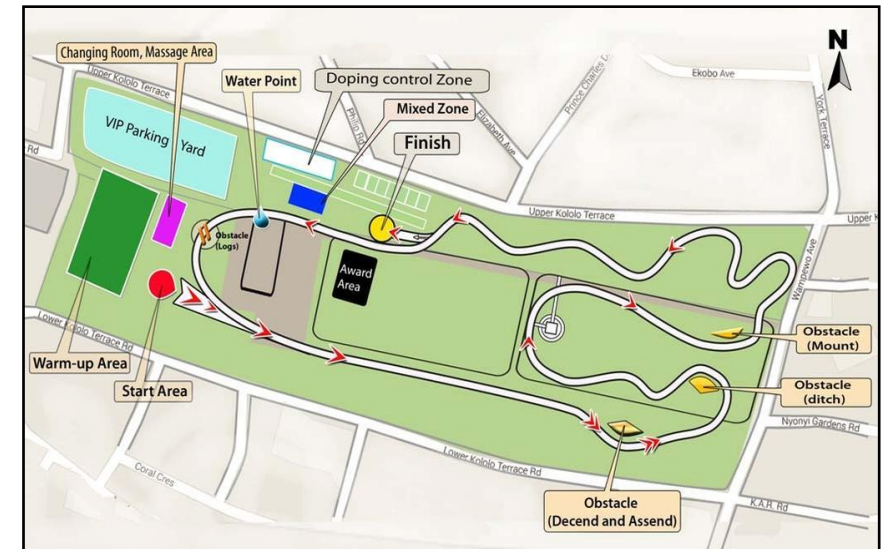 N
Changing Room, Massage Area
Upper Kololo Terrace
Water Point
Doping control Zone
Mixed Zone
Finish
VIP Parking Yard
Philip Rd
Elizabeth Ave
Ekobo Ave
York Terrace
Rd
Upper Kololo Terrace
Upper K
Obstacle
(Logs)
Award
Area
Wampewo Ave
Obstacle
(Mount)
Lower Kololo Terrace Rd
Warm-up Area
Start Area
Obstacle
(ditch)
Nyonyi Gardens Rd
Lower Kololo Terrace Rd
Coral Cres
K.A.R. Rd
Obstacle
(Decend and Assend)